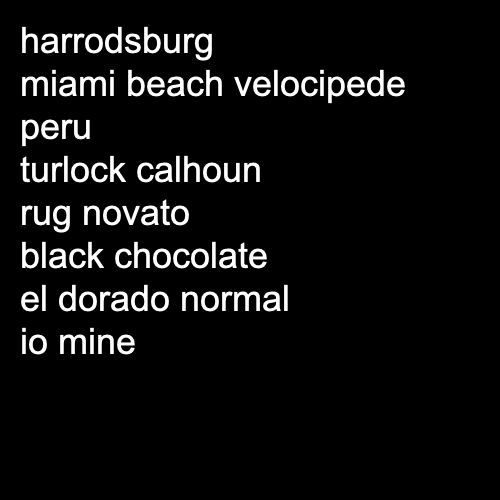 harrodsburg
miami beach velocipede
peru
turlock calhoun
rug novato
black chocolate
el dorado normal
io mine